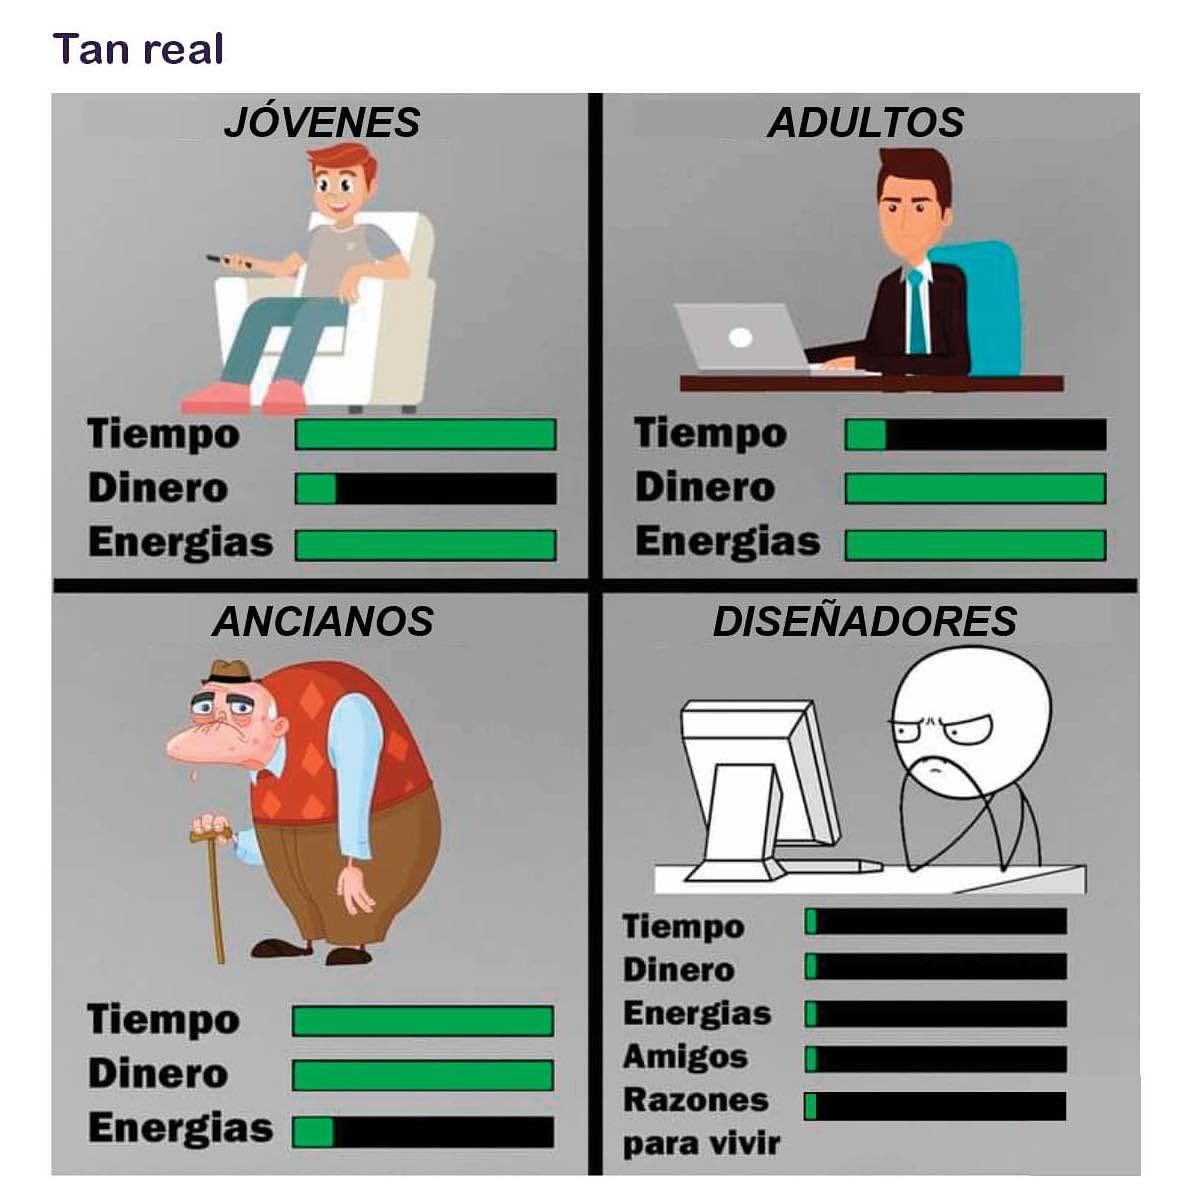 Tan real
JÓVENES
Tiempo
Dinero
Energias
ADULTOS
Tiempo
Dinero
Energias
ANCIANOS
Tiempo
Dinero
Energias
DISEÑADORES
Tiempo
Dinero
Energias
Amigos
Razones
para vivir